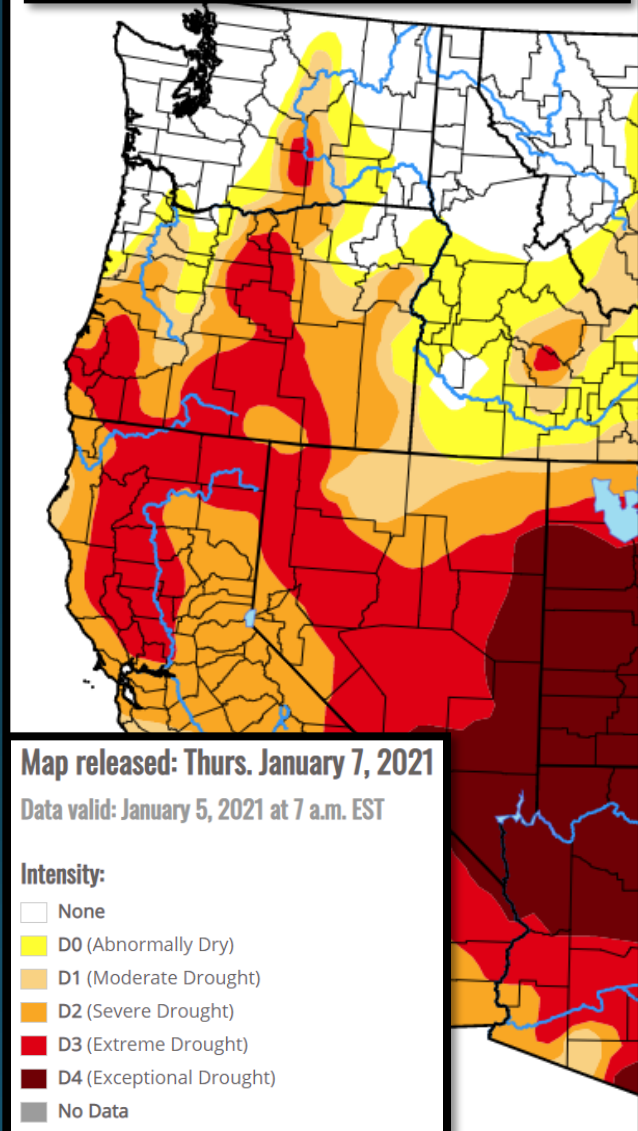 Map released: Thurs. January 7, 2021
Data valid: January 5, 2021 at 7 a.m. EST
Intensity:
None
D0 (Abnormally Dry)
D1 (Moderate Drought)
D2 (Severe Drought)
D3 (Extreme Drought)
D4 (Exceptional Drought)
No Data